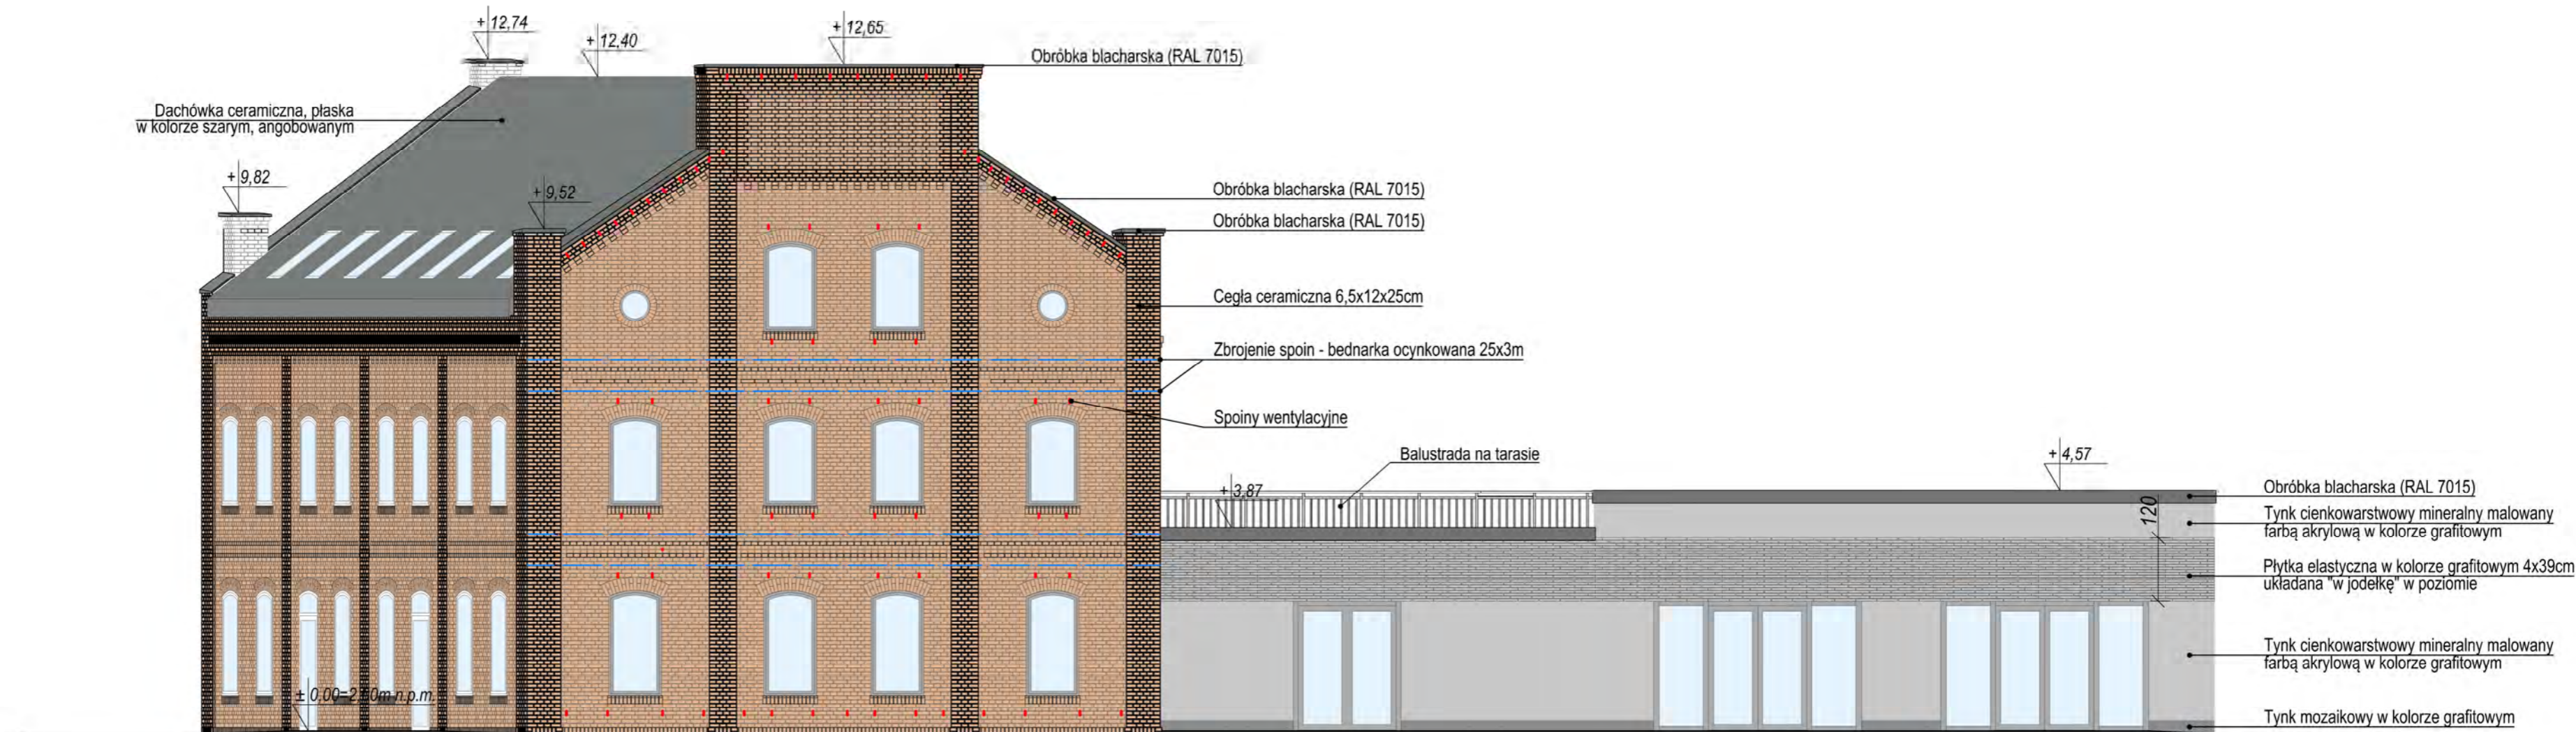 + 12,74
+ 12,40
+ 12,65
Obróbka blacharska (RAL 7015)
Dachówka ceramiczna, płaska
w kolorze szarym, angobowanym
+ 9,82
+ 9,52
Obróbka blacharska (RAL 7015)
Obróbka blacharska (RAL 7015)
Cegła ceramiczna 6,5x12x25cm
Zbrojenie spoin - bednarka ocynkowana 25x3m
Spoiny wentylacyjne
Balustrada na tarasie
+ 3,87
+ 4,57
120
Obróbka blacharska (RAL 7015)
Tynk cienkowarstwowy mineralny malowany
farbą akrylową w kolorze grafitowym
Płytka elastyczna w kolorze grafitowym 4x39cm
układana "w jodełkę" w poziomie
Tynk cienkowarstwowy mineralny malowany
farbą akrylową w kolorze grafitowym
Tynk mozaikowy w kolorze grafitowym
± 0,00=2 n.p.m.